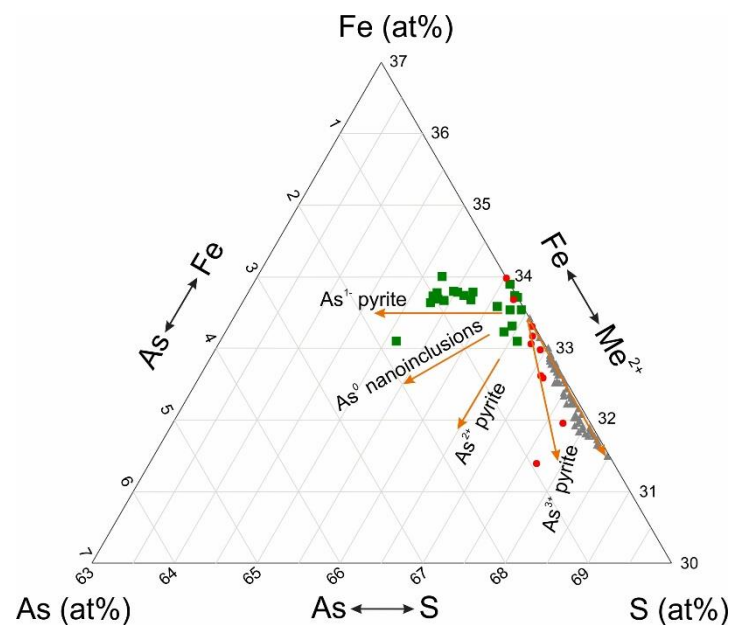 Fe (at%)
37
1
36
2
35
Fe
3
34
Fe
As¹⁻ pyrite
As
Me²⁺
4
33
As⁰ nanoinclusions
5
32
As²⁺ pyrite
6
31
As³⁺ pyrite
7
30
63
64
65
66
67
68
69
As (at%)
As
S
S (at%)